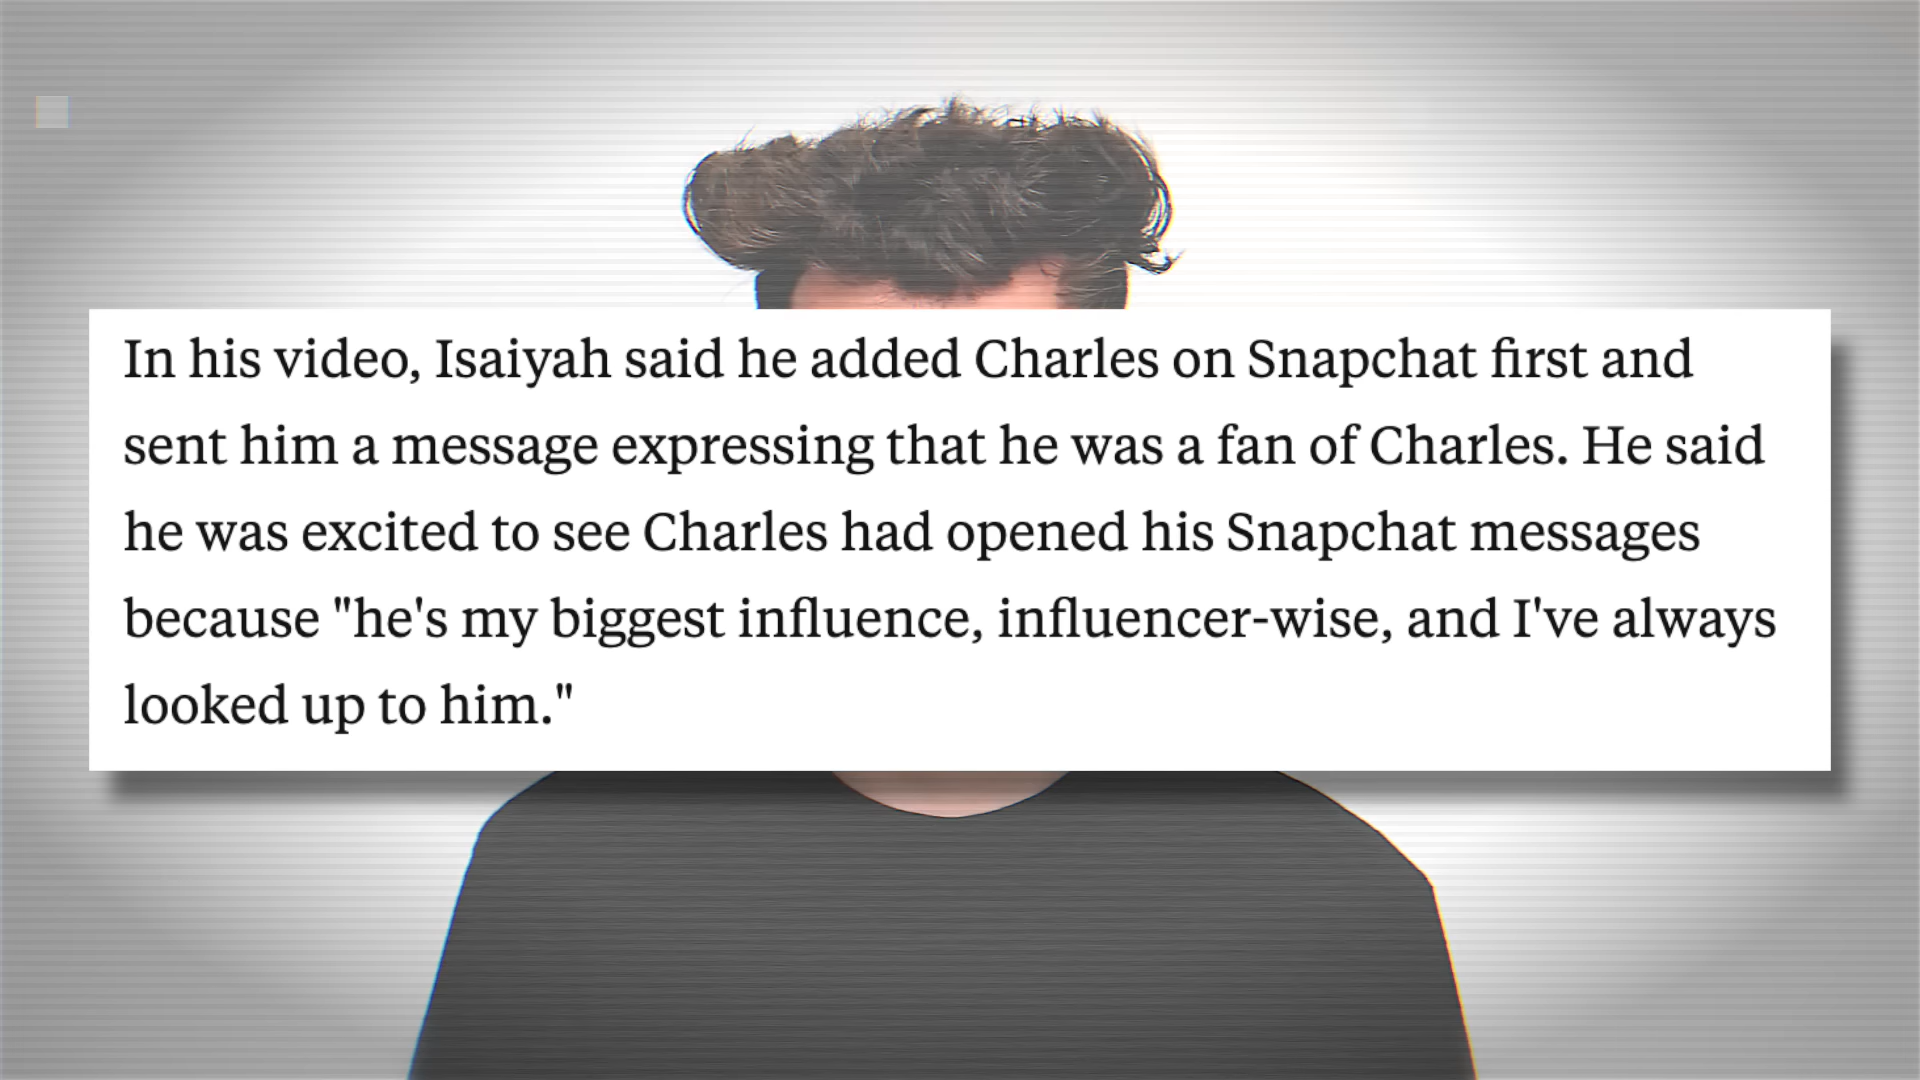 In his video, Isaiyah said he added Charles on Snapchat first and
sent him a message expressing that he was a fan of Charles. He said
he was excited to see Charles had opened his Snapchat messages
because "he's my biggest influence, influencer-wise, and I've always
looked up to him."